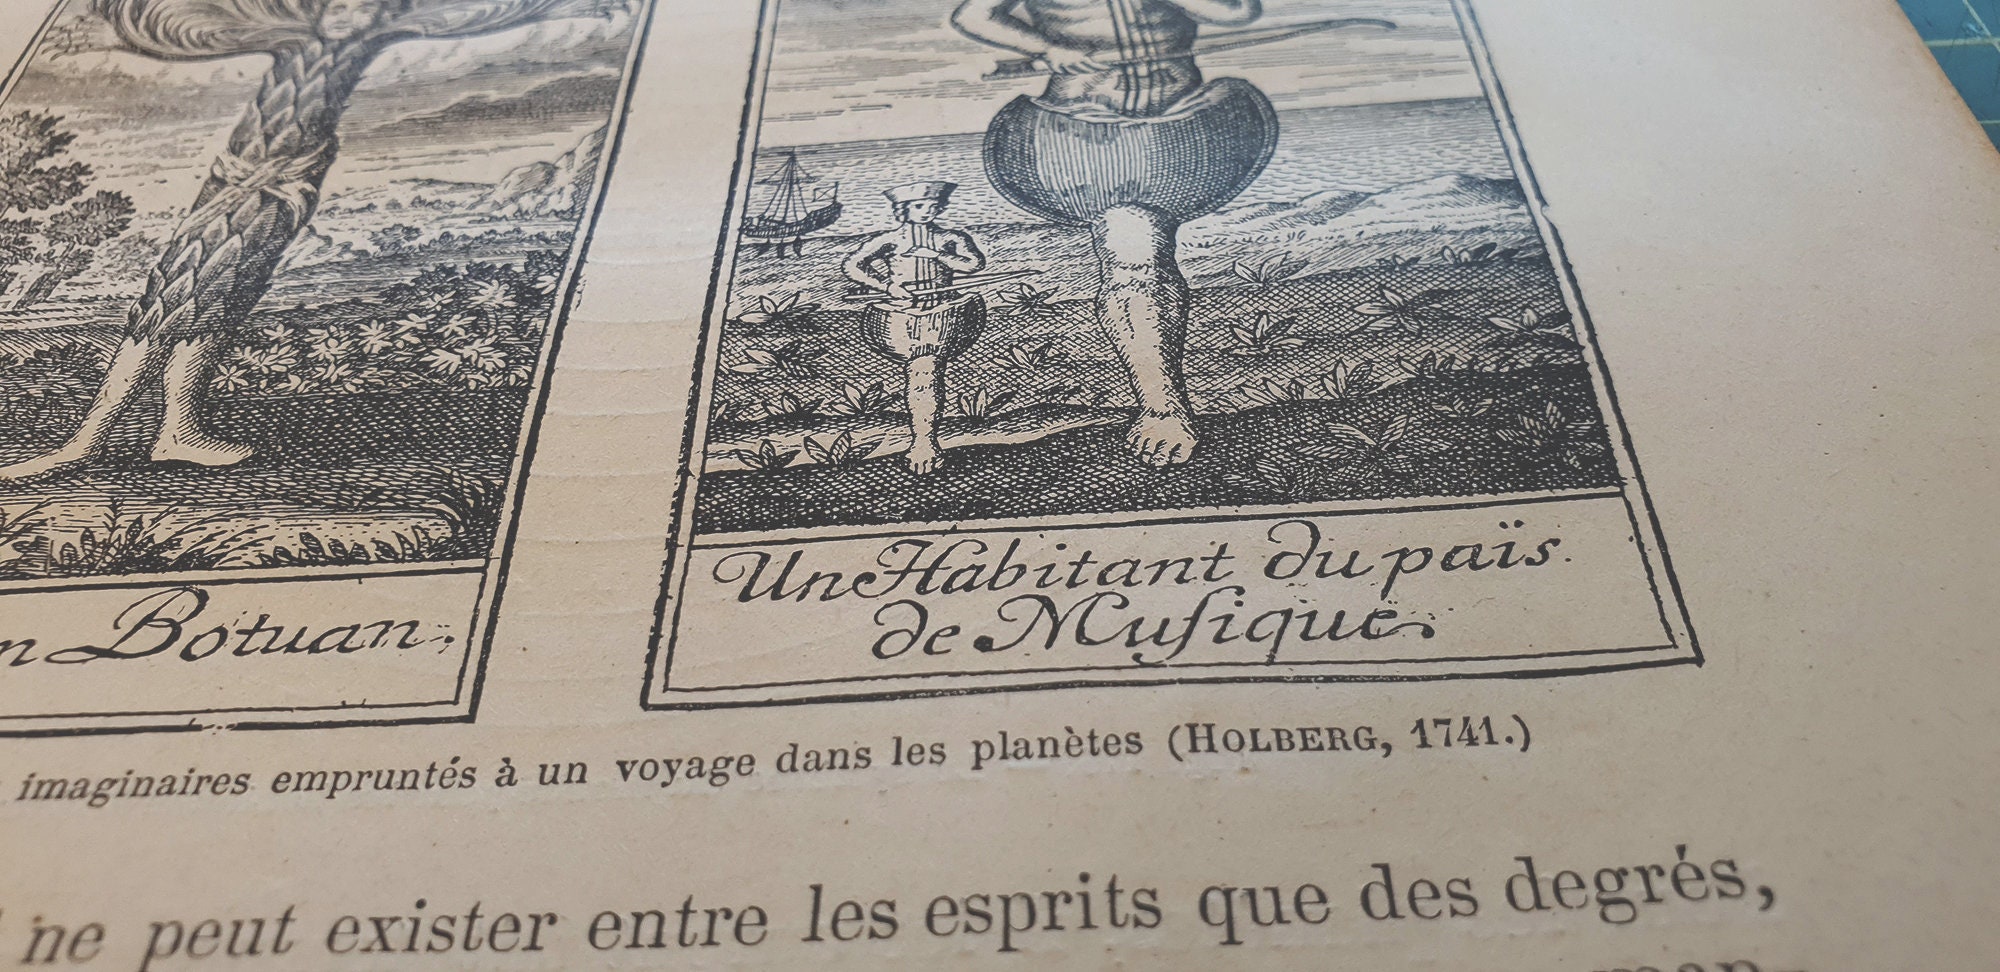 Botuan.
Un Habitant du païs.
de Muſique.
imaginaires empruntés à un voyage dans les planètes (HOLBERG, 1741.)
ne peut exister entre les esprits que des degrés,